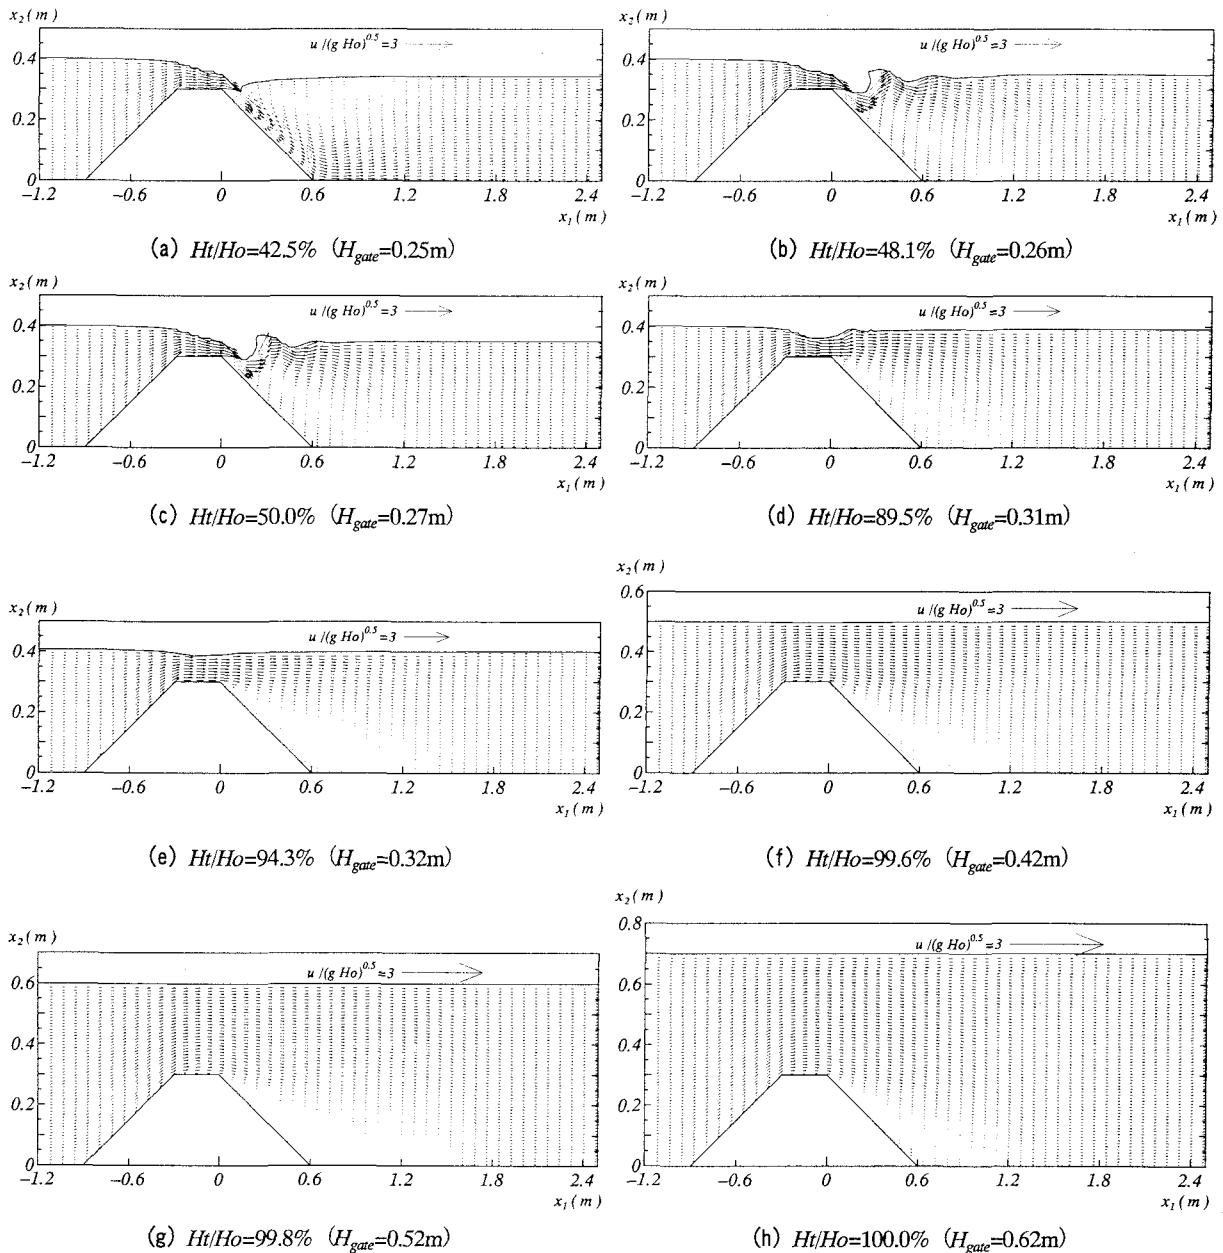 x₂(m)
u/(g Ho)^0.5=3
0.4
0.2
0
−1.2 −0.6 0 0.6 1.2 1.8 2.4
x₁(m)
(a) Ht/Ho=42.5% (H_gate=0.25m)
x₂(m)
u/(g Ho)^0.5=3
0.4
0.2
0
−1.2 −0.6 0 0.6 1.2 1.8 2.4
x₁(m)
(b) Ht/Ho=48.1% (H_gate=0.26m)
x₂(m)
u/(g Ho)^0.5=3
0.4
0.2
0
−1.2 −0.6 0 0.6 1.2 1.8 2.4
x₁(m)
(c) Ht/Ho=50.0% (H_gate=0.27m)
x₂(m)
u/(g Ho)^0.5=3
0.4
0.2
0
−1.2 −0.6 0 0.6 1.2 1.8 2.4
x₁(m)
(d) Ht/Ho=89.5% (H_gate=0.31m)
x₂(m)
u/(g Ho)^0.5=3
0.4
0.2
0
−1.2 −0.6 0 0.6 1.2 1.8 2.4
x₁(m)
(e) Ht/Ho=94.3% (H_gate=0.32m)
x₂(m)
0.6
u/(g Ho)^0.5=3
0.4
0.2
0
−1.2 −0.6 0 0.6 1.2 1.8 2.4
x₁(m)
(f) Ht/Ho=99.6% (H_gate=0.42m)
x₂(m)
u/(g Ho)^0.5=3
0.6
0.4
0.2
0
−1.2 −0.6 0 0.6 1.2 1.8 2.4
x₁(m)
(g) Ht/Ho=99.8% (H_gate=0.52m)
x₂(m)
0.8
u/(g Ho)^0.5=3
0.6
0.4
0.2
0
−1.2 −0.6 0 0.6 1.2 1.8 2.4
x₁(m)
(h) Ht/Ho=100.0% (H_gate=0.62m)